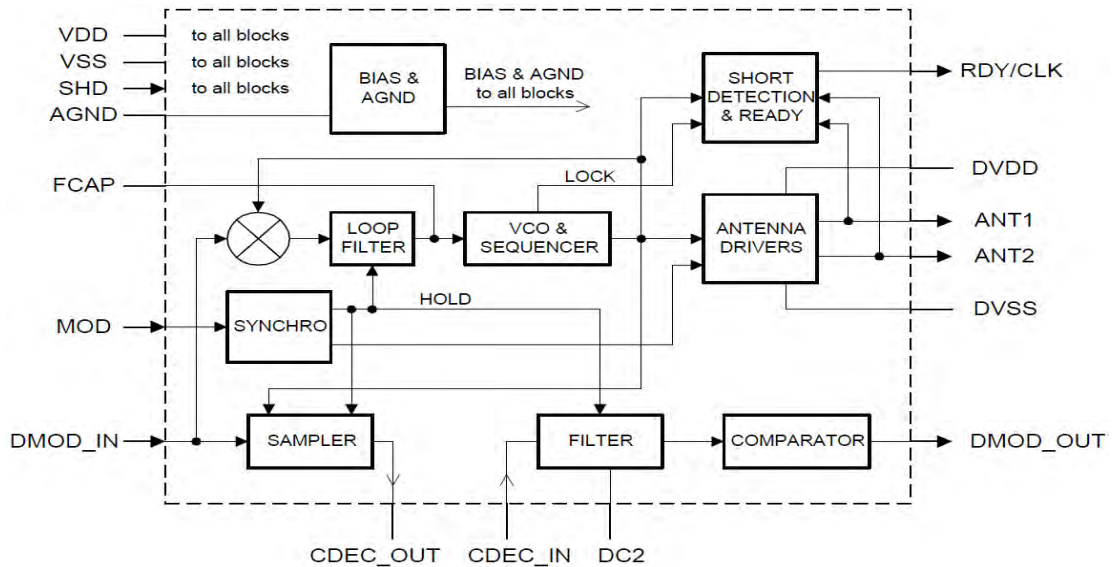 VDD
to all blocks
VSS
to all blocks
SHD
to all blocks
AGND
BIAS &
AGND
BIAS & AGND
to all blocks
SHORT
DETECTION
& READY
RDY/CLK
FCAP
LOCK
DVDD
LOOP
FILTER
VCO &
SEQUENCER
ANTENNA
DRIVERS
ANT1
ANT2
HOLD
DVSS
MOD
SYNCHRO
DMOD_IN
SAMPLER
FILTER
COMPARATOR
DMOD_OUT
CDEC_OUT
CDEC_IN
DC2